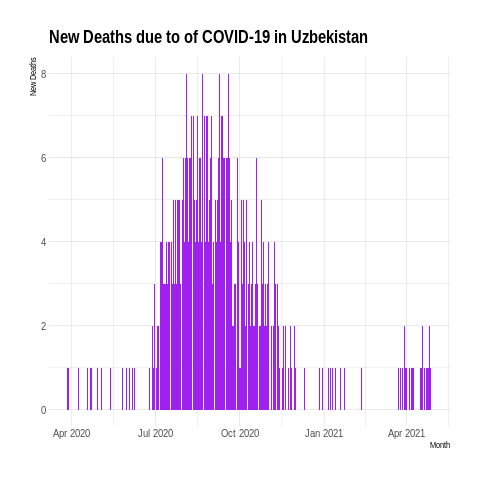 New Deaths due to of COVID-19 in Uzbekistan
New Deaths
8
6
4
2
0
Apr 2020 Jul 2020 Oct 2020 Jan 2021 Apr 2021
Month